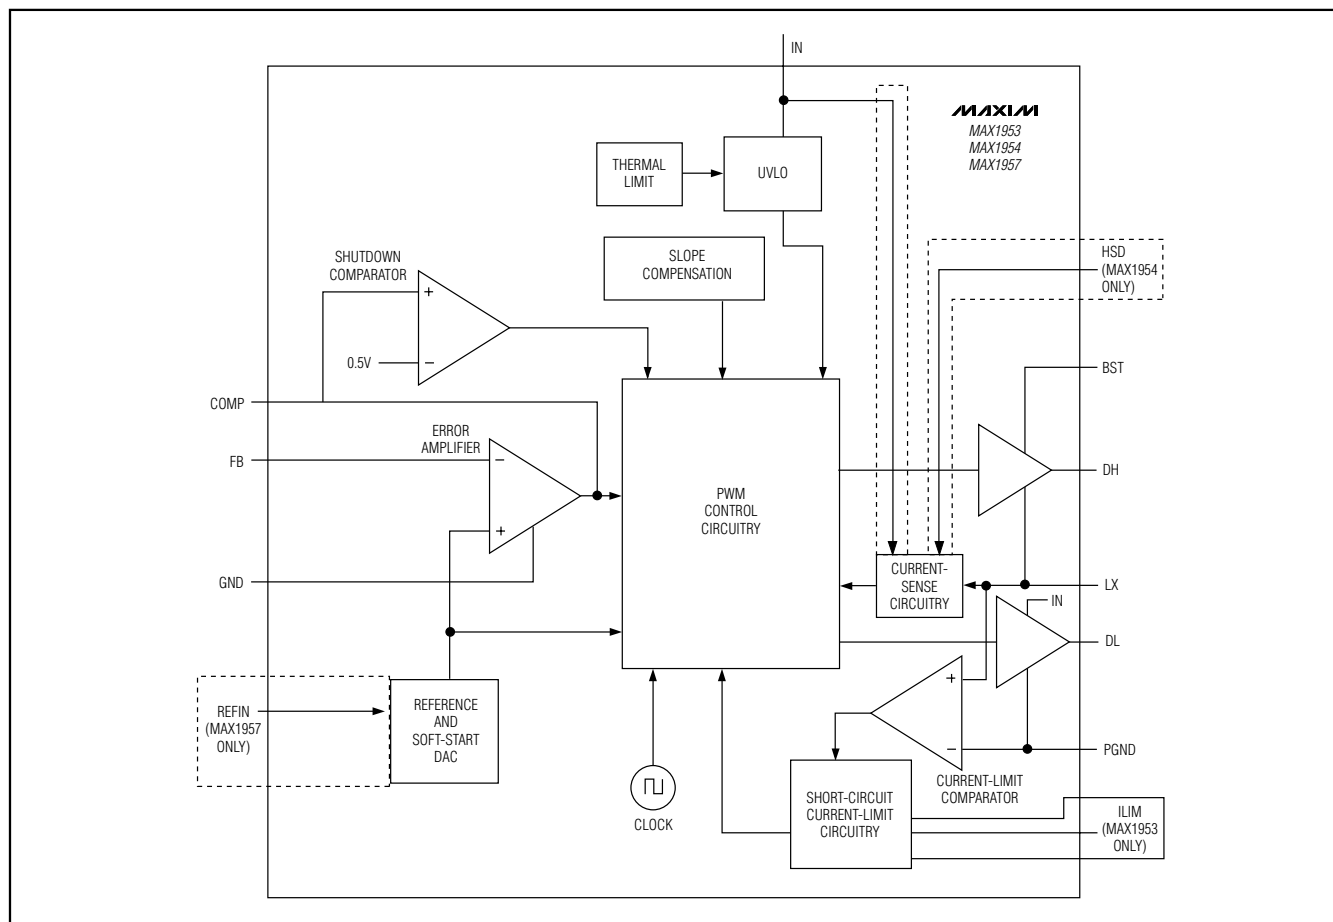 IN
MAXIM
MAX1953
MAX1954
MAX1957
THERMAL
LIMIT
UVLO
SHUTDOWN
COMPARATOR
SLOPE
COMPENSATION
HSD
(MAX1954
ONLY)
+
0.5V
−
BST
COMP
ERROR
AMPLIFIER
FB
−
DH
PWM
CONTROL
CIRCUITRY
+
GND
CURRENT-
SENSE
CIRCUITRY
LX
IN
DL
+
REFIN
(MAX1957
ONLY)
REFERENCE
AND
SOFT-START
DAC
−
PGND
CURRENT-LIMIT
COMPARATOR
CLOCK
SHORT-CIRCUIT
CURRENT-LIMIT
CIRCUITRY
ILIM
(MAX1953
ONLY)